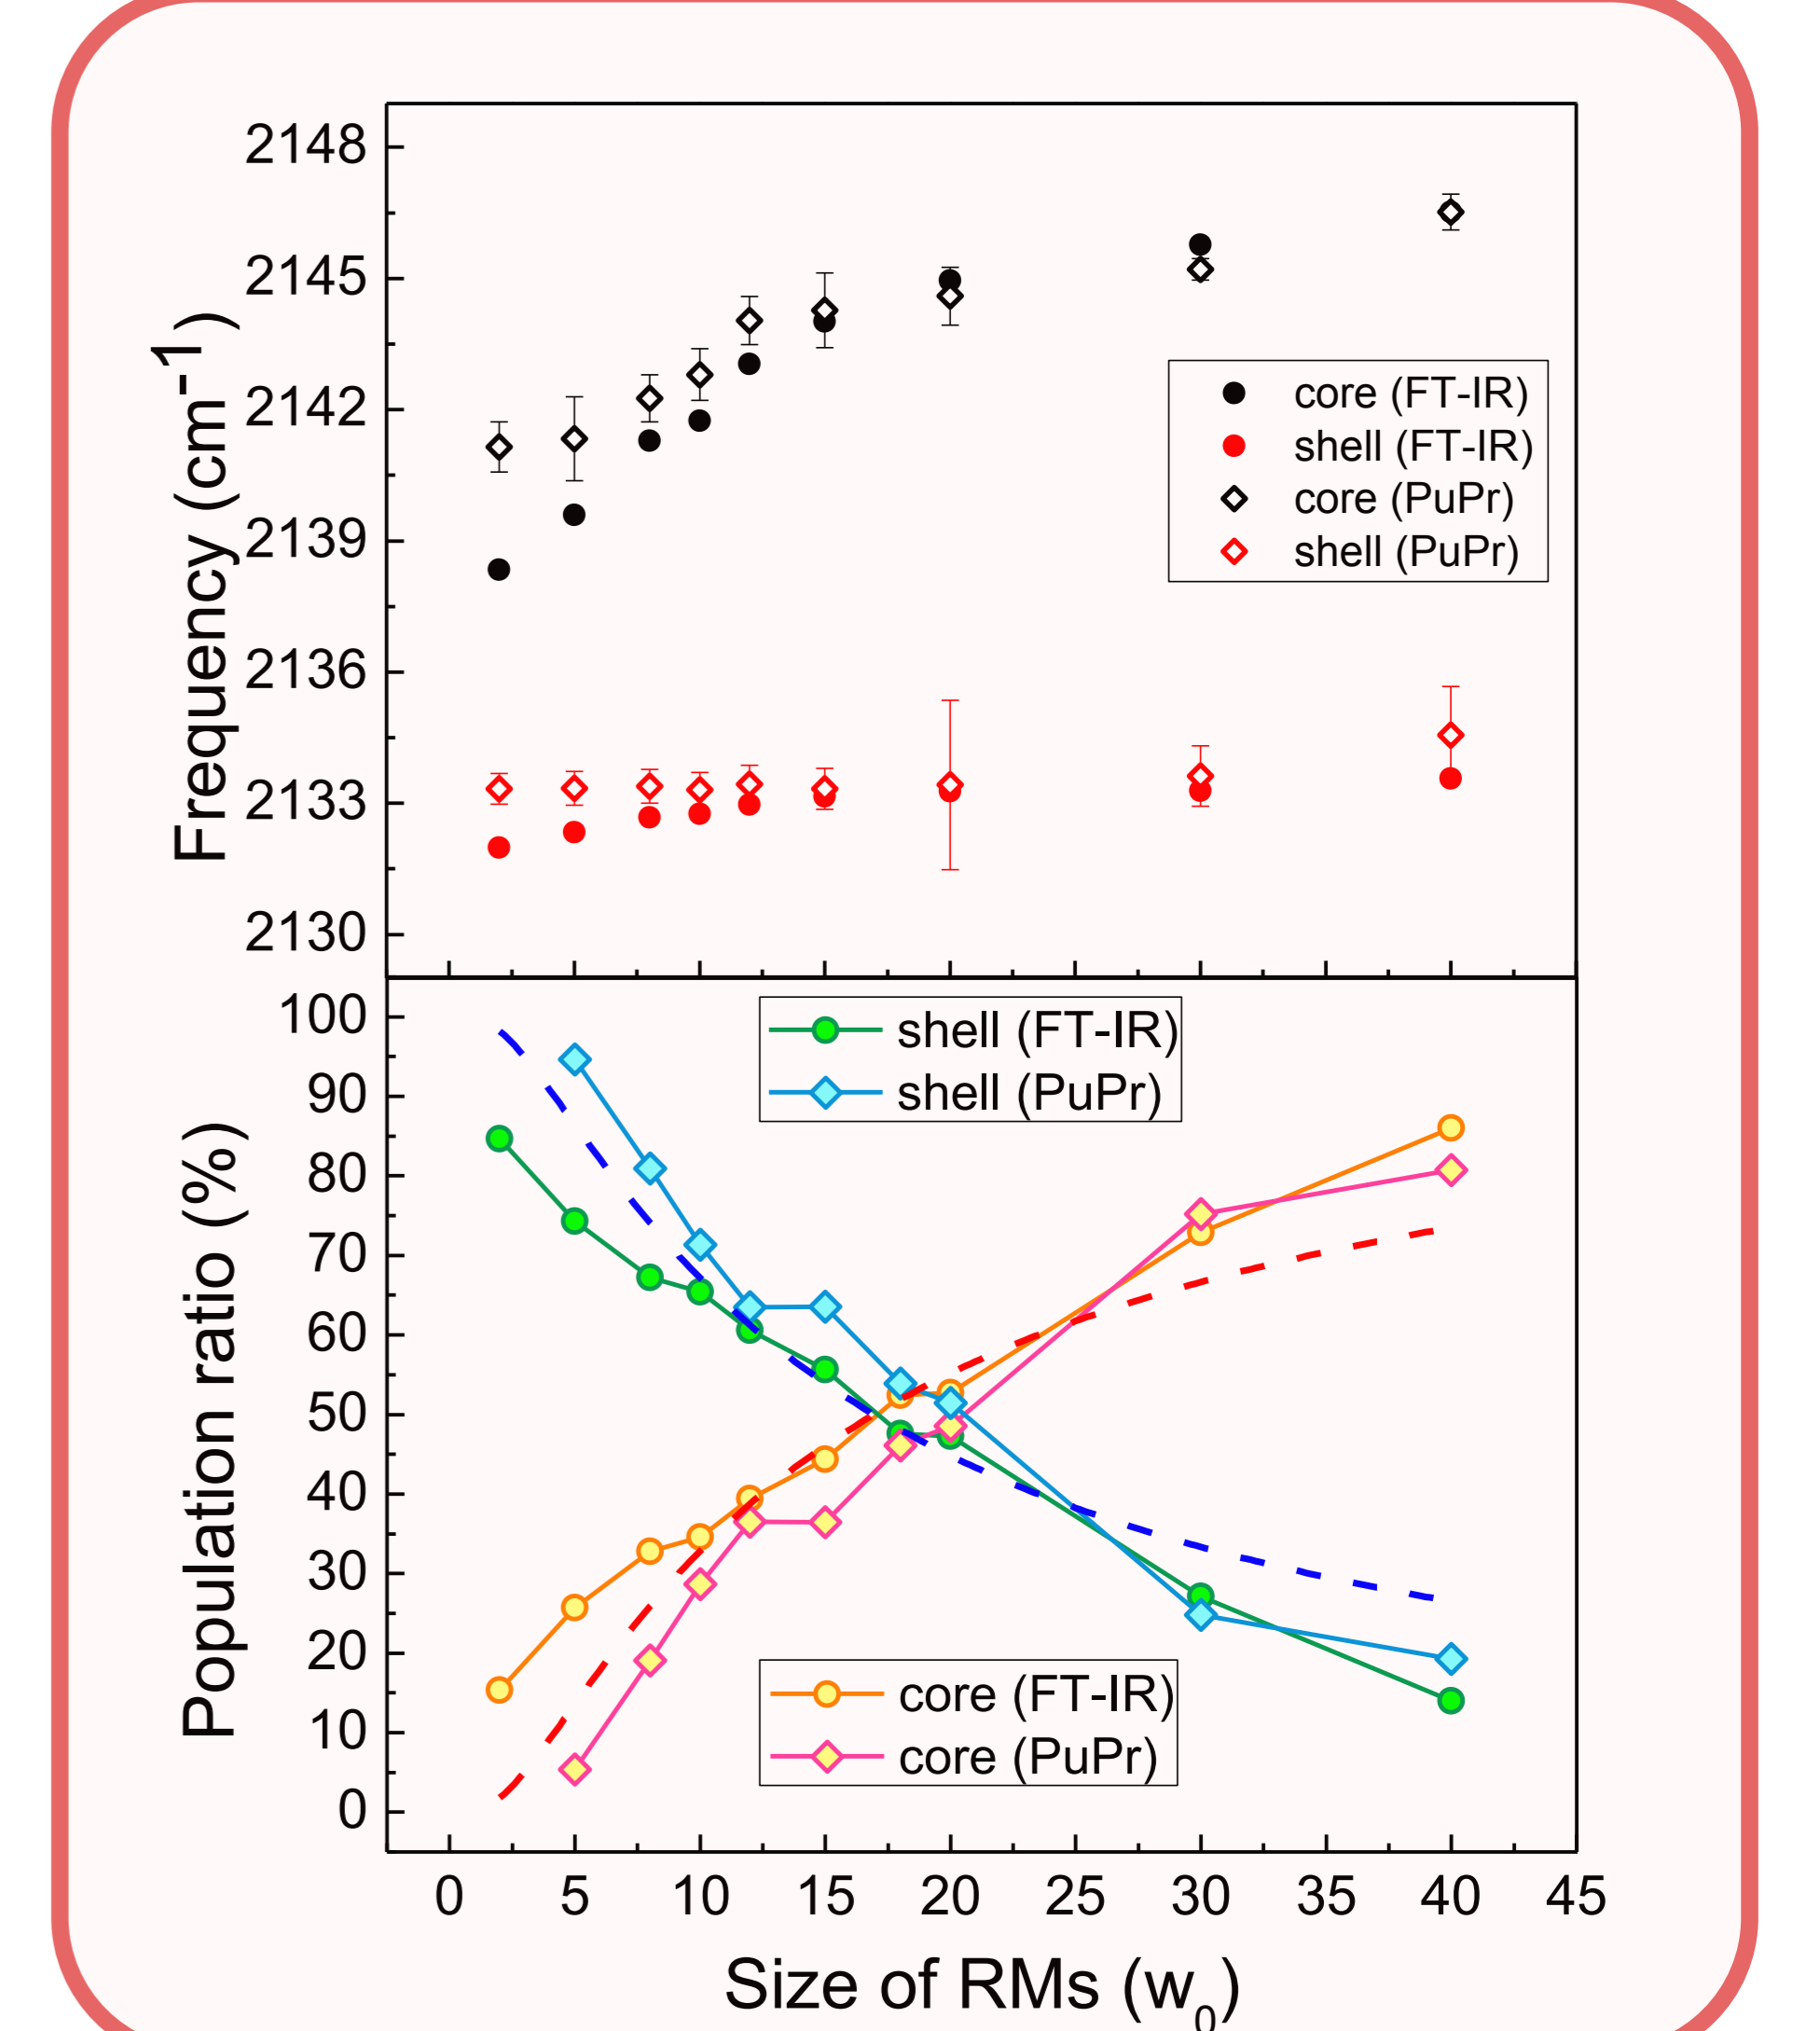 2148
2145
2142
2139
2136
2133
2130
Frequency (cm-1)
core (FT-IR)
shell (FT-IR)
core (PuPr)
shell (PuPr)
100
90
80
70
60
50
40
30
20
10
0
Population ratio (%)
shell (FT-IR)
shell (PuPr)
core (FT-IR)
core (PuPr)
0 5 10 15 20 25 30 35 40 45
Size of RMs (w0)